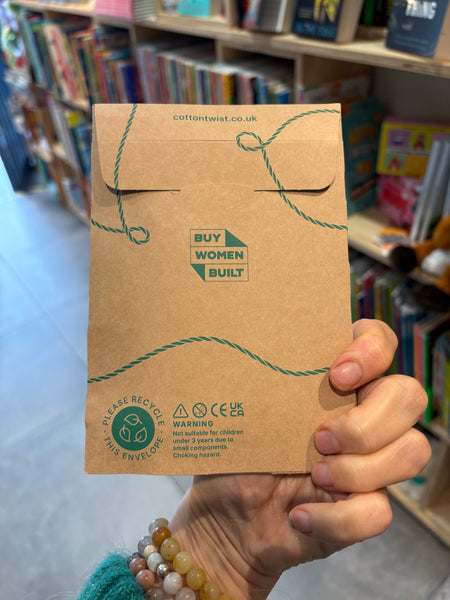 cottontwist.co.uk
BUY
WOMEN
BUILT
PLEASE RECYCLE
THIS ENVELOPE
CE UK
CA
WARNING
Not suitable for children
under 3 years due to
small components.
Choking hazard.